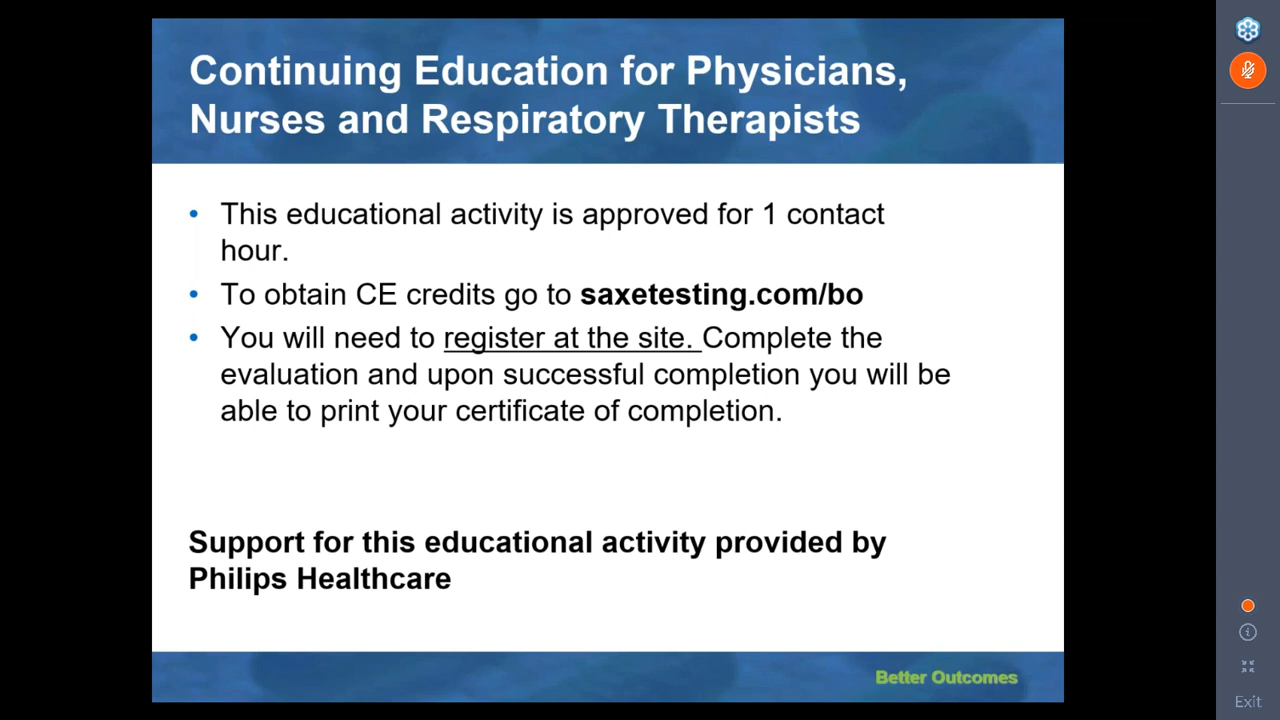 Continuing Education for Physicians,
Nurses and Respiratory Therapists
• This educational activity is approved for 1 contact
hour.
• To obtain CE credits go to saxetesting.com/bo
• You will need to register at the site. Complete the
evaluation and upon successful completion you will be
able to print your certificate of completion.
Support for this educational activity provided by
Philips Healthcare
Better Outcomes
Exit